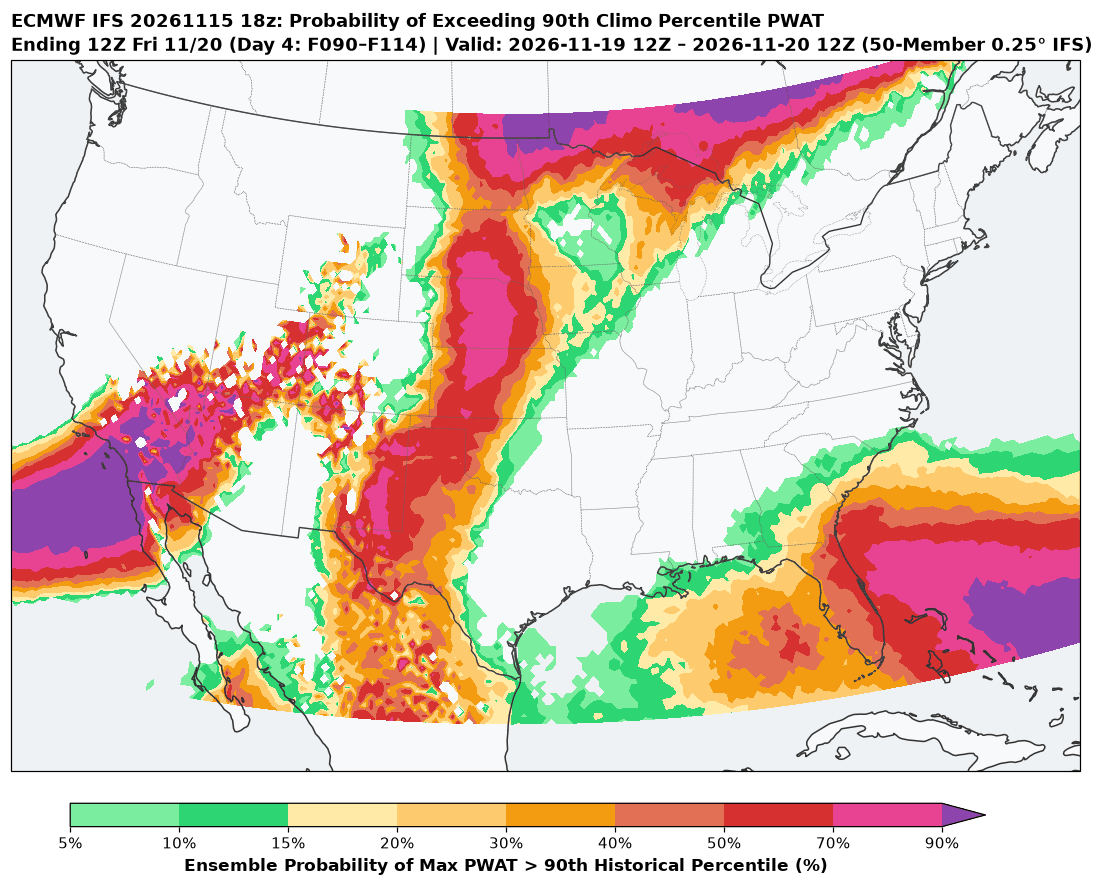 ECMWF IFS 20261115 18z: Probability of Exceeding 90th Climo Percentile PWAT
Ending 12Z Fri 11/20 (Day 4: F090–F114) | Valid: 2026-11-19 12Z – 2026-11-20 12Z (50-Member 0.25° IFS)
5% 10% 15% 20% 30% 40% 50% 70% 90%
Ensemble Probability of Max PWAT > 90th Historical Percentile (%)